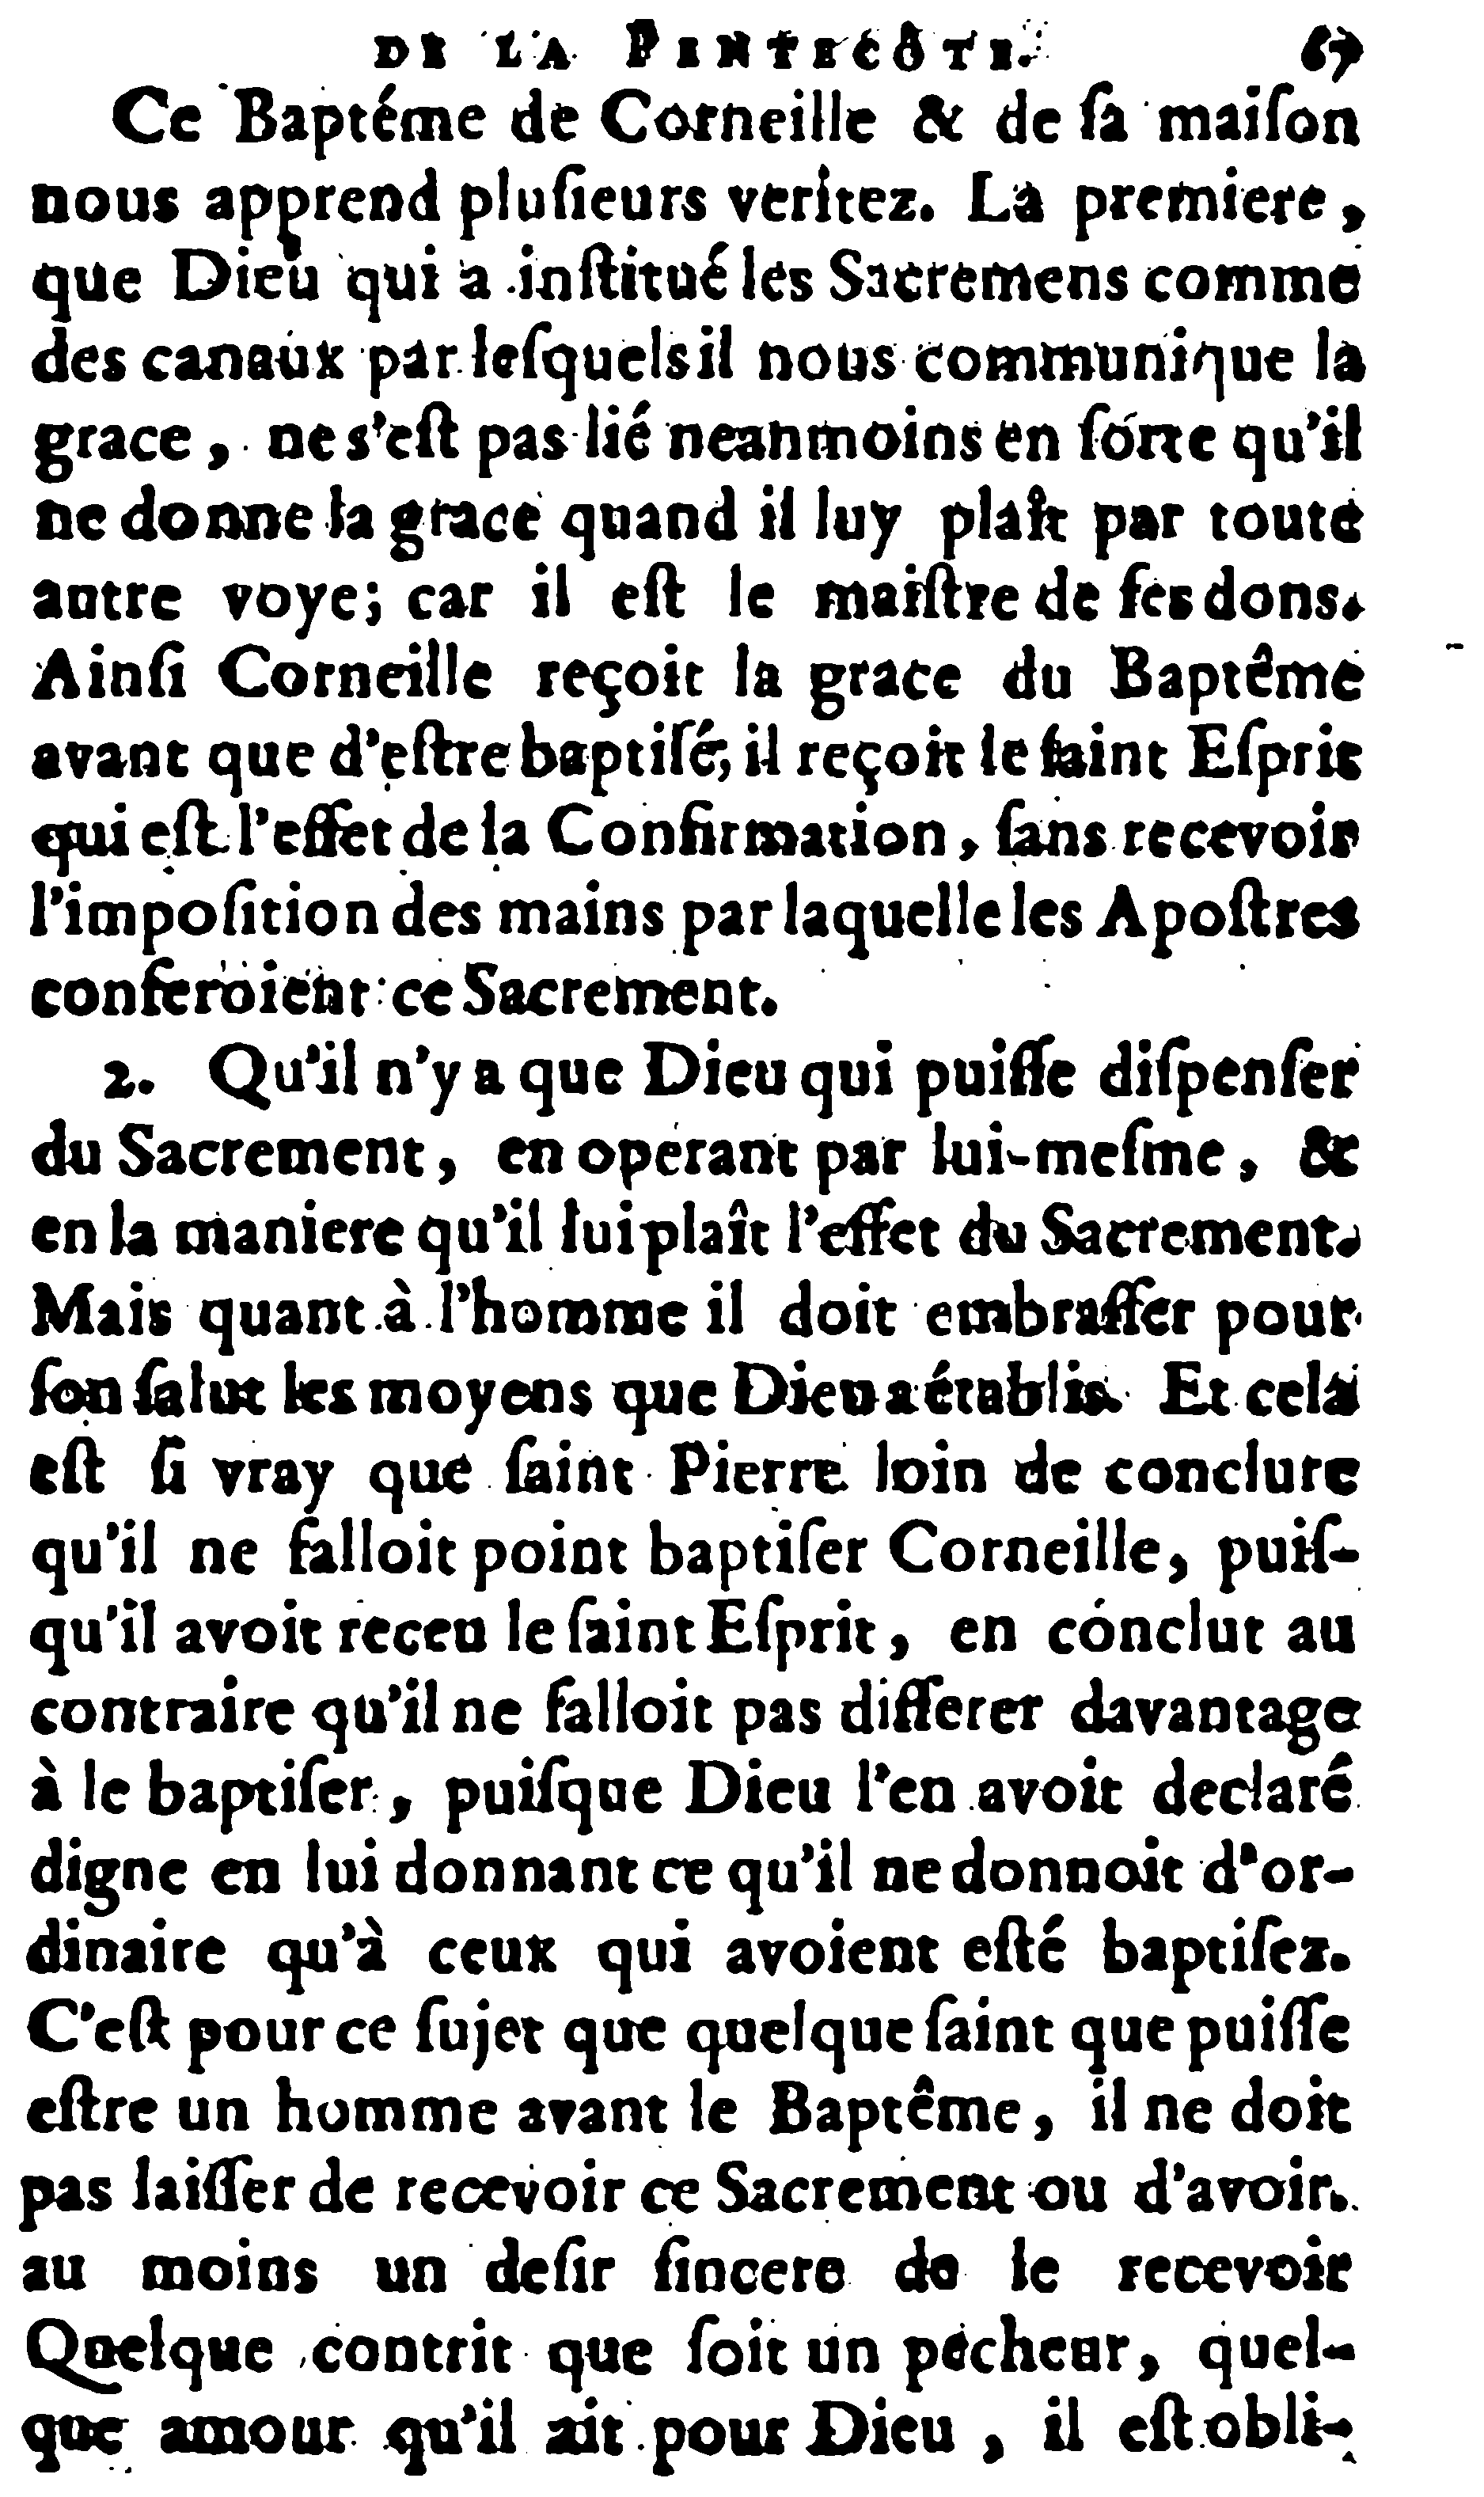 DE LA PENTECÔTE. 67
Ce Baptéme de Corneille & de ſa maiſon
nous apprend pluſieurs veritez. La premiere,
que Dieu qui a inſtitué les Sacremens comme
des canaux par leſquels il nous communique la
grace, ne s'eſt pas lié neanmoins en ſorte qu'il
ne donne ſa grace quand il luy plaſt par toute
autre voye; car il eſt le maiſtre de ſes dons.
Ainſi Corneille reçoit la grace du Baptême
avant que d'eſtre baptiſé, il reçoit le ſaint Eſprit
qui eſt l'effet de la Confirmation, ſans recevoir
l'impoſition des mains par laquelle les Apoſtres
conferoient ce Sacrement.
2. Qu'il n'y a que Dieu qui puiſſe diſpenſer
du Sacrement, en operant par lui-meſme, &
en la maniere qu'il lui plaît l'effet du Sacrement.
Mais quant à l'homme il doit embraſſer pour
ſon ſalut les moyens que Dieu a établis. Et cela
eſt ſi vray que ſaint Pierre loin de conclure
qu'il ne falloit point baptiſer Corneille, puiſ-
qu'il avoit receu le ſaint Eſprit, en conclut au
contraire qu'il ne falloit pas differer davantage
à le baptiſer, puiſque Dieu l'en avoit declaré
digne en lui donnant ce qu'il ne donnoit d'or-
dinaire qu'à ceux qui avoient eſté baptiſez.
C'eſt pour ce ſujet que quelque ſaint que puiſſe
eſtre un homme avant le Baptême, il ne doit
pas laiſſer de recevoir ce Sacrement ou d'avoir
au moins un deſir ſincere de le recevoir
Quelque contrit que ſoit un pecheur, quel-
que amour qu'il ait pour Dieu, il eſt obli-